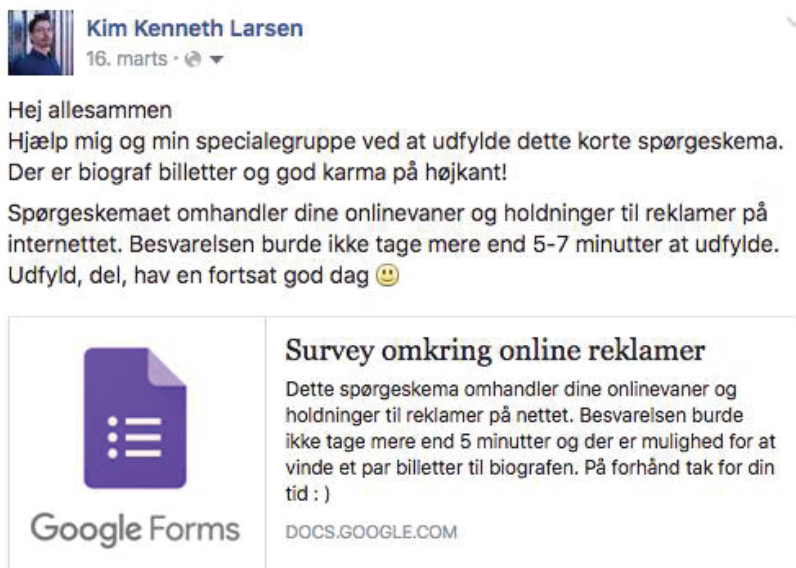 Kim Kenneth Larsen
16. marts ·
Hej allesammen
Hjælp mig og min specialegruppe ved at udfylde dette korte spørgeskema.
Der er biograf billetter og god karma på højkant!
Spørgeskemaet omhandler dine onlinevaner og holdninger til reklamer på
internettet. Besvarelsen burde ikke tage mere end 5-7 minutter at udfylde.
Udfyld, del, hav en fortsat god dag 🙂
Survey omkring online reklamer
Dette spørgeskema omhandler dine onlinevaner og
holdninger til reklamer på nettet. Besvarelsen burde
ikke tage mere end 5 minutter og der er mulighed for at
vinde et par billetter til biografen. På forhånd tak for din
tid : )
Google Forms
DOCS.GOOGLE.COM